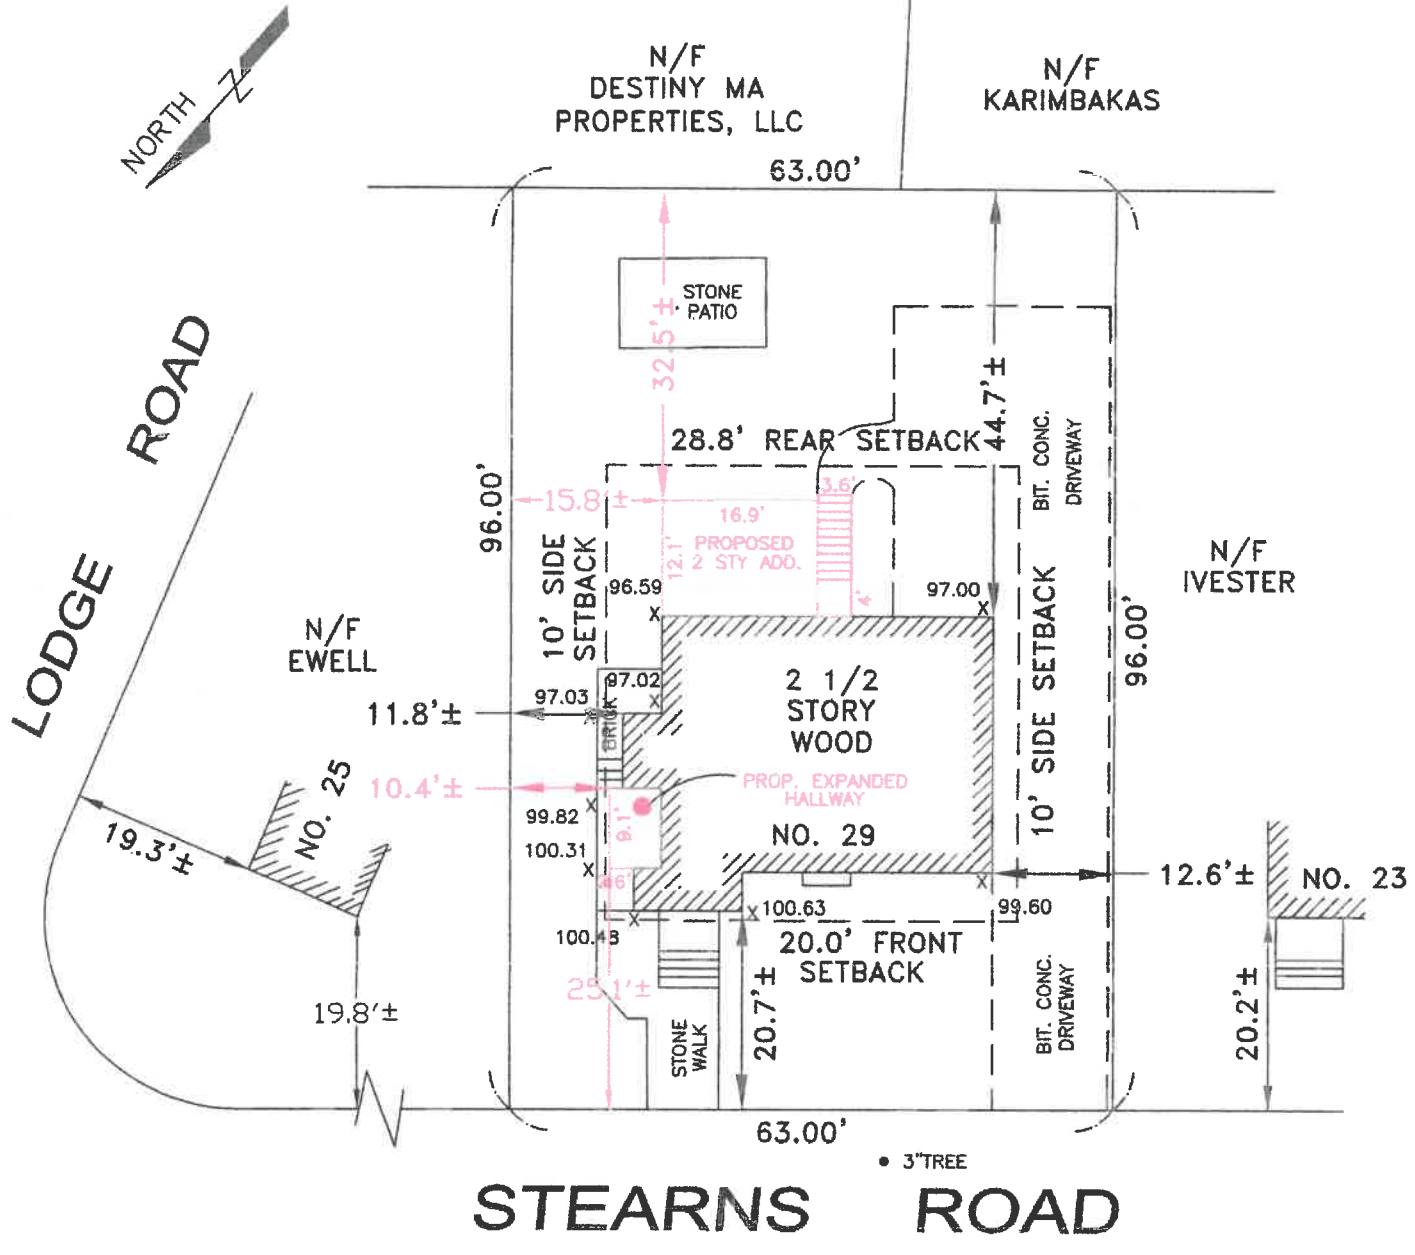 NORTH
N/F
DESTINY MA
PROPERTIES, LLC
N/F
KARIMBAKAS
63.00'
STONE
PATIO
32.5'±
44.7'±
LODGE ROAD
28.8' REAR SETBACK
BIT. CONC.
DRIVEWAY
96.00'
15.8'±
3.6'
16.9'
PROPOSED
2 STY ADD.
12.1'
4'
10' SIDE
SETBACK
96.59
97.00
N/F
IVESTER
N/F
EWELL
10' SIDE SETBACK
96.00'
97.02
97.03
2 1/2
STORY
WOOD
11.8'±
BRICK
10.4'±
PROP. EXPANDED
HALLWAY
NO. 25
99.82
9.1'
NO. 29
19.3'±
100.31
12.6'±
NO. 23
100.63
99.60
100.48
20.0' FRONT
SETBACK
25.1'±
19.8'±
20.7'±
STONE
WALK
BIT. CONC.
DRIVEWAY
20.2'±
63.00'
3"TREE
STEARNS ROAD